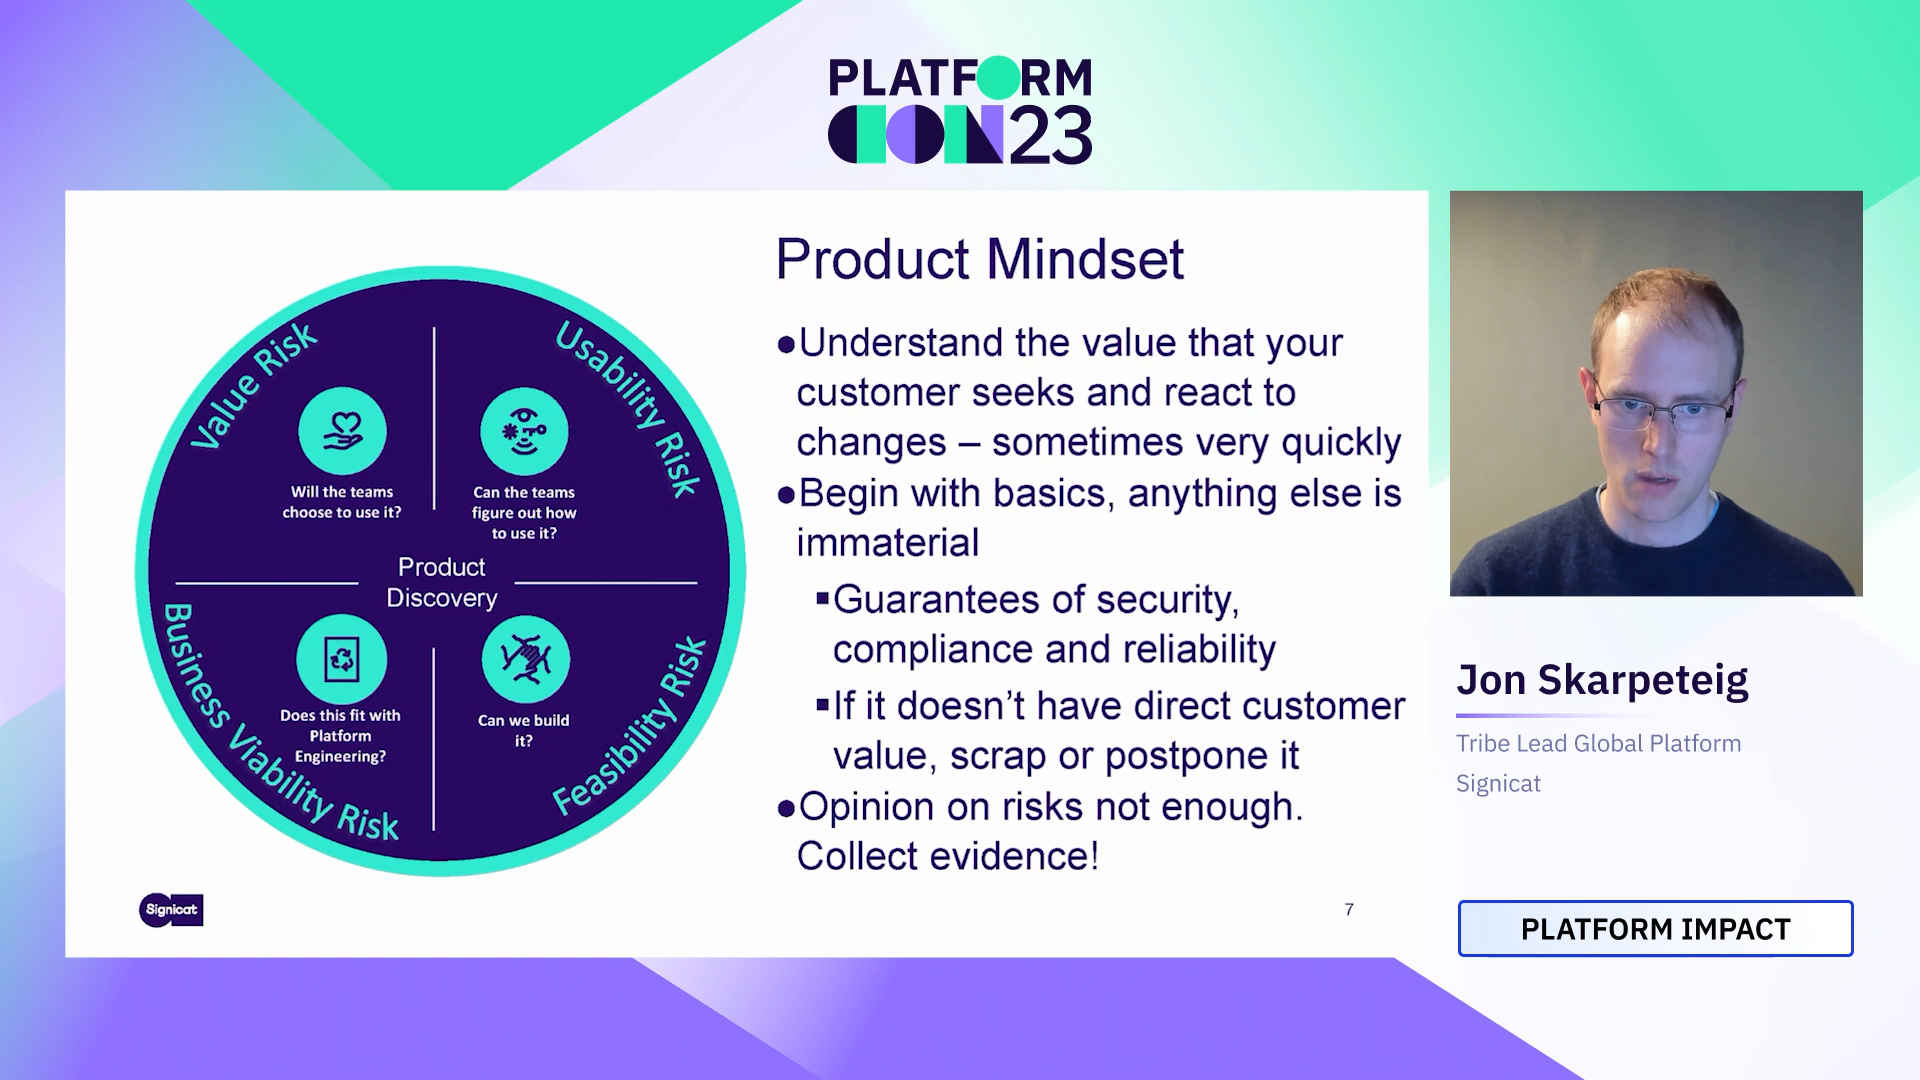 PLATFORM
CON23
Product Mindset
●Understand the value that your
customer seeks and react to
changes – sometimes very quickly
●Begin with basics, anything else is
immaterial
▪Guarantees of security,
compliance and reliability
▪If it doesn’t have direct customer
value, scrap or postpone it
●Opinion on risks not enough.
Collect evidence!
Value Risk
Will the teams
choose to use it?
Usability Risk
Can the teams
figure out how
to use it?
Product
Discovery
Business Viability Risk
Does this fit with
Platform
Engineering?
Feasibility Risk
Can we build
it?
Signicat
7
Jon Skarpeteig
Tribe Lead Global Platform
Signicat
PLATFORM IMPACT